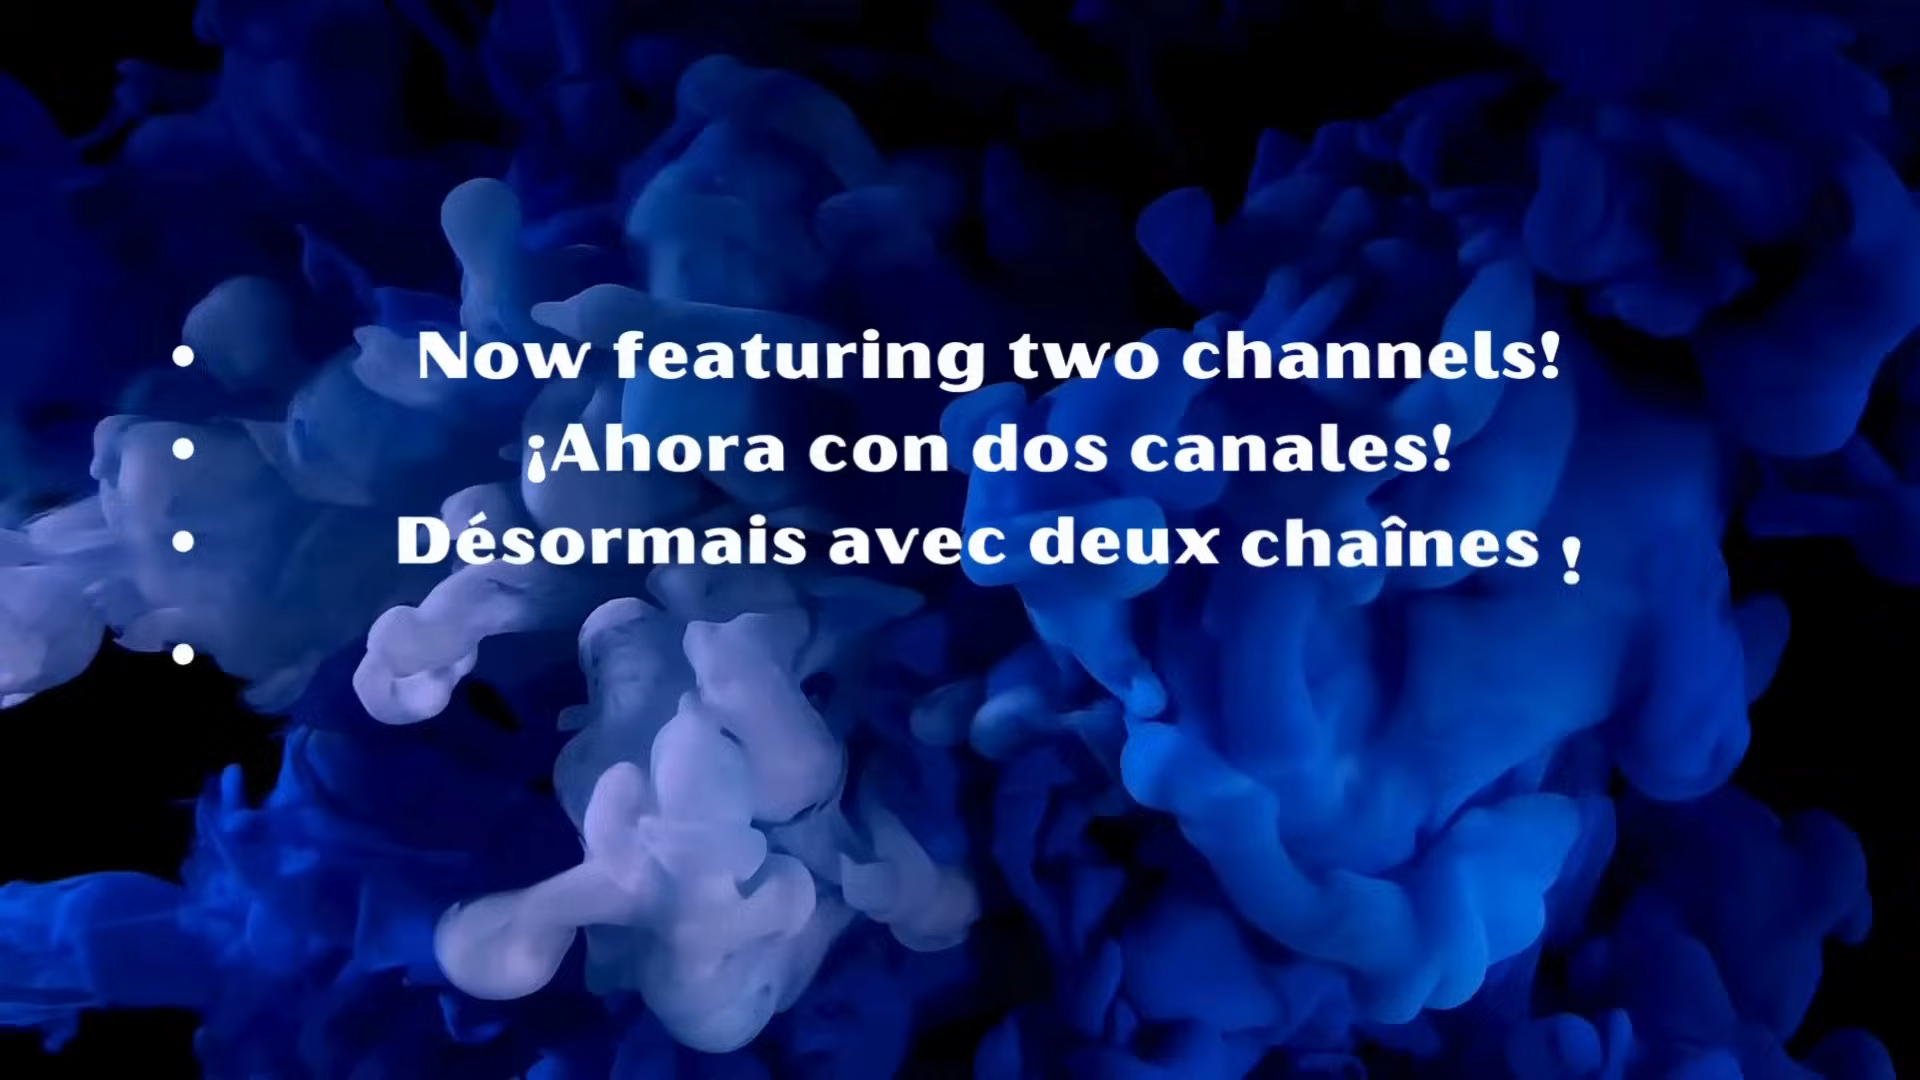 • Now featuring two channels!
• ¡Ahora con dos canales!
• Désormais avec deux chaînes !
•